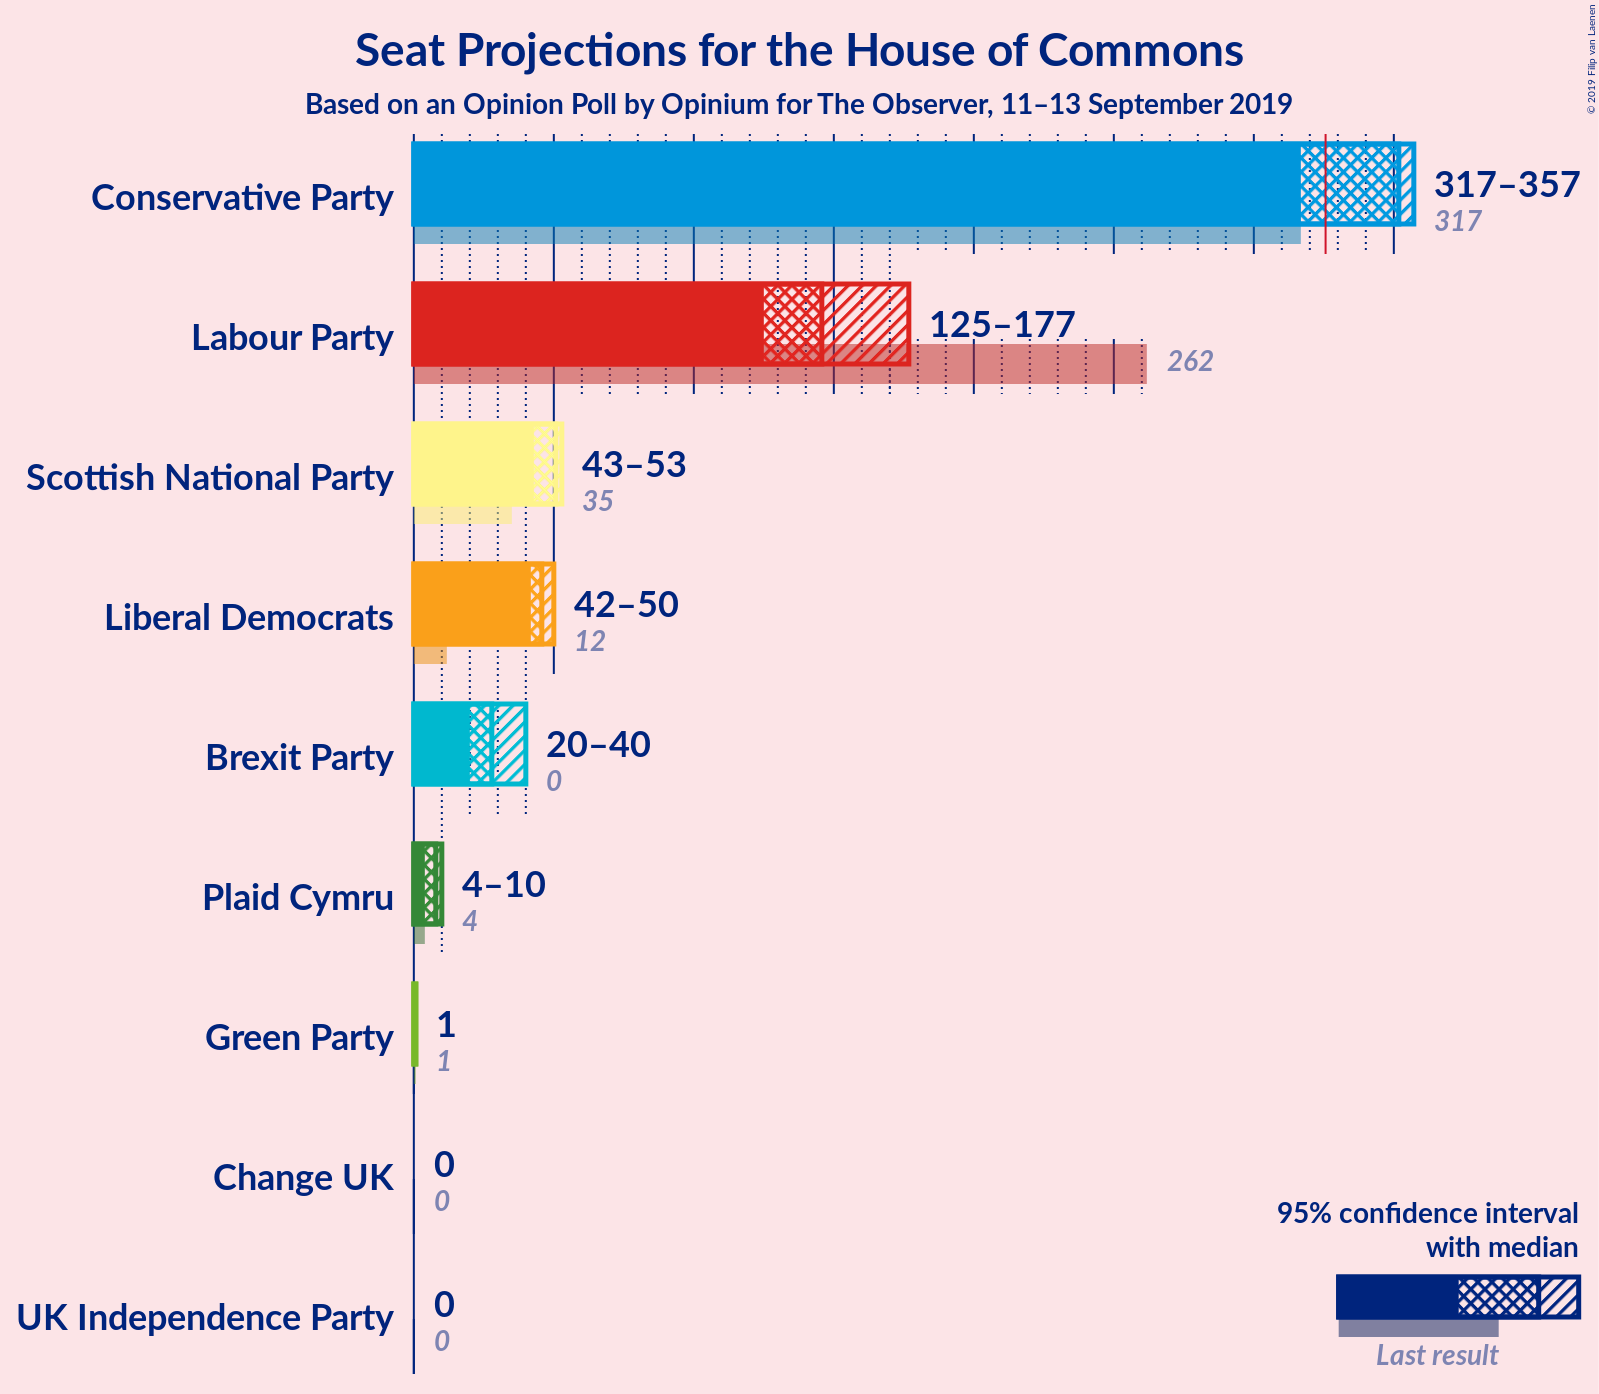 Seat Projections for the House of Commons
Based on an Opinion Poll by Opinium for The Observer, 11–13 September 2019
© 2019 Filip van Laenen
Conservative Party
317–357
317
Labour Party
125–177
262
Scottish National Party
43–53
35
Liberal Democrats
42–50
12
Brexit Party
20–40
0
Plaid Cymru
4–10
4
Green Party
1
1
Change UK
0
0
UK Independence Party
0
0
95% confidence interval
with median
Last result